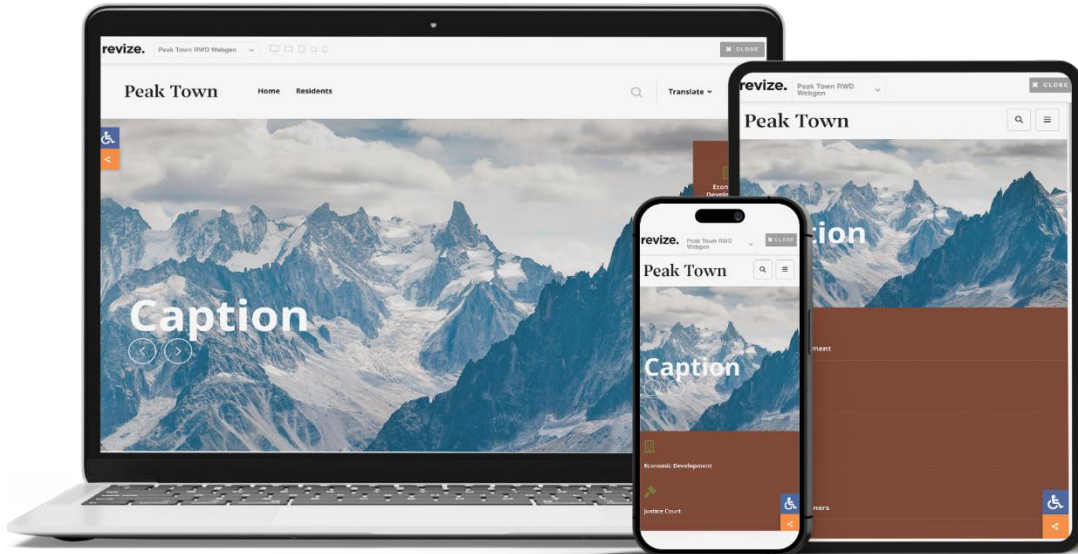 revize.
Peak Town RWD Webgen
CLOSE
Peak Town
Home
Residents
Translate
Caption
revize.
Peak Town RWD
Webgen
CLOSE
Peak Town
revize.
Peak Town RWD
Webgen
CLOSE
Peak Town
Caption
Economic Development
Justice Court